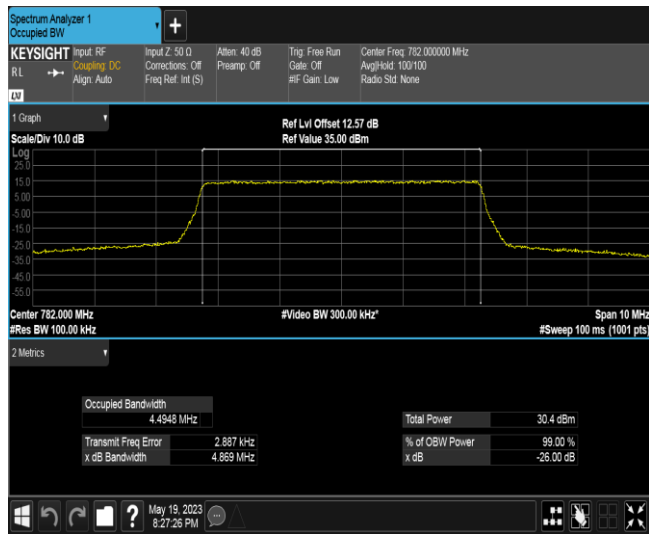 Spectrum Analyzer 1
Occupied BW
+
KEYSIGHT
R L
LXI
Input: RF
Coupling: DC
Align: Auto
Input Z: 50 Ω
Corrections: Off
Freq Ref: Int (S)
Atten: 40 dB
Preamp: Off
Trig: Free Run
Gate: Off
#IF Gain: Low
Center Freq: 782.000000 MHz
Avg|Hold: 100/100
Radio Std: None
1 Graph
Scale/Div 10.0 dB
Ref Lvl Offset 12.57 dB
Ref Value 35.00 dBm
Log
25.0
15.0
5.00
-5.00
-15.0
-25.0
-35.0
-45.0
-55.0
Center 782.000 MHz
#Res BW 100.00 kHz
#Video BW 300.00 kHz*
Span 10 MHz
#Sweep 100 ms (1001 pts)
2 Metrics
Occupied Bandwidth
4.4948 MHz
Transmit Freq Error 2.887 kHz
x dB Bandwidth 4.869 MHz
Total Power 30.4 dBm
% of OBW Power 99.00 %
x dB -26.00 dB
?
May 19, 2023
8:27:26 PM